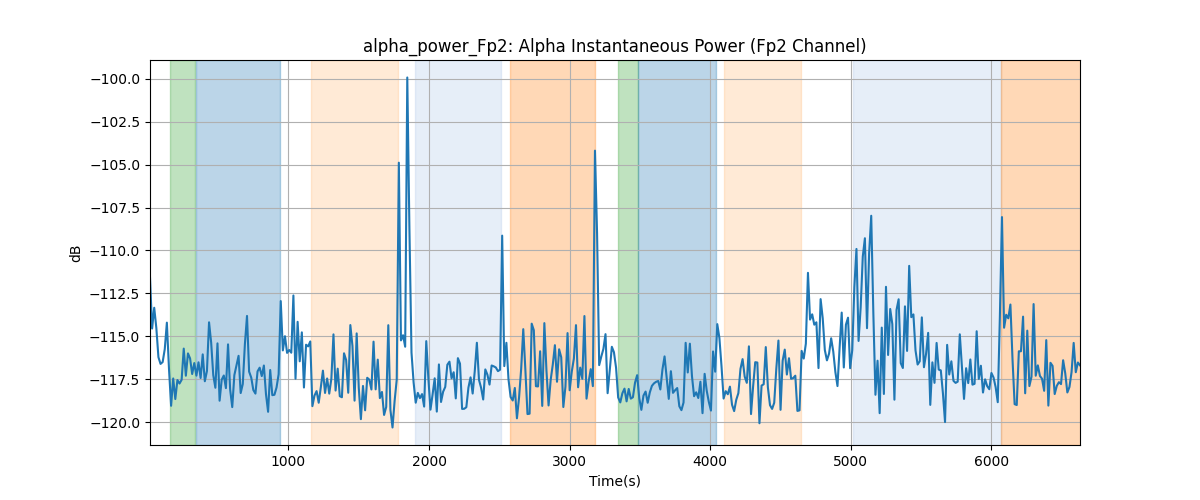 alpha_power_Fp2: Alpha Instantaneous Power (Fp2 Channel)
−100.0
−102.5
−105.0
−107.5
−110.0
−112.5
−115.0
−117.5
−120.0
dB
1000 2000 3000 4000 5000 6000
Time(s)